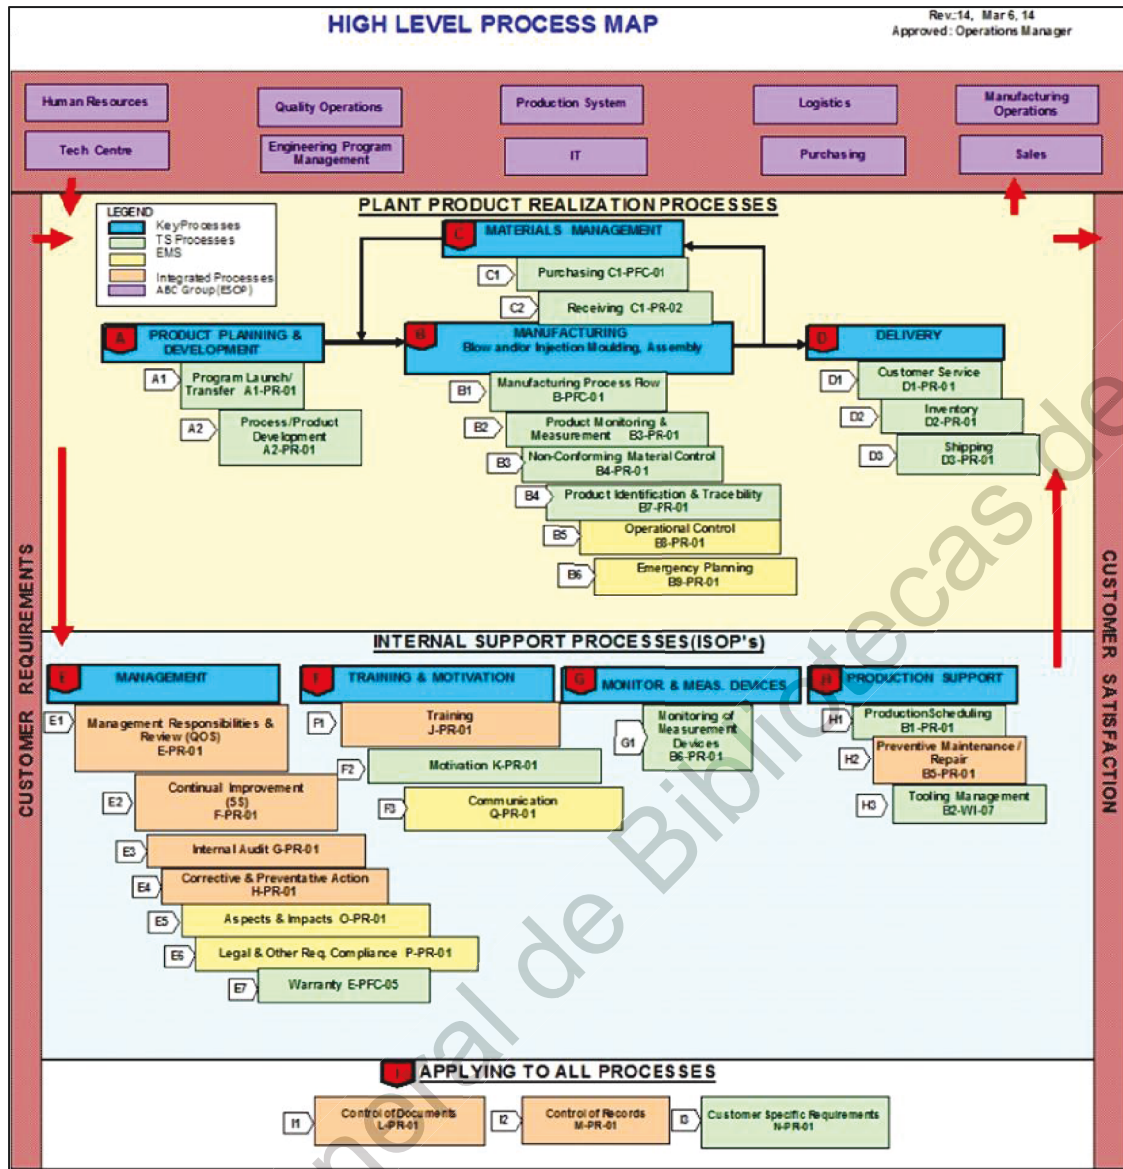 HIGH LEVEL PROCESS MAP
Rev.:14, Mar 6, 14
Approved: Operations Manager
Human Resources
Quality Operations
Production System
Logistics
Manufacturing
Operations
Tech Centre
Engineering Program
Management
IT
Purchasing
Sales
PLANT PRODUCT REALIZATION PROCESSES
LEGEND
Key Processes
TS Processes
EMS
Integrated Processes
ABC Group (ESOP)
C
MATERIALS MANAGEMENT
C1
Purchasing C1-PFC-01
C2
Receiving C1-PR-02
A
PRODUCT PLANNING &
DEVELOPMENT
A1
Program Launch/
Transfer A1-PR-01
A2
Process/Product
Development
A2-PR-01
B
MANUFACTURING
Blow and/or Injection Moulding, Assembly
B1
Manufacturing Process Flow
B-PFC-01
B2
Product Monitoring &
Measurement B3-PR-01
B3
Non-Conforming Material Control
B4-PR-01
B4
Product Identification & Tracebility
B7-PR-01
B5
Operational Control
B8-PR-01
B6
Emergency Planning
B9-PR-01
D
DELIVERY
D1
Customer Service
D1-PR-01
D2
Inventory
D2-PR-01
D3
Shipping
D3-PR-01
CUSTOMER REQUIREMENTS
CUSTOMER SATISFACTION
INTERNAL SUPPORT PROCESSES(ISOP's)
E
MANAGEMENT
E1
Management Responsibilities &
Review (QOS)
E-PR-01
E2
Continual Improvement
(5S)
F-PR-01
E3
Internal Audit G-PR-01
E4
Corrective & Preventative Action
H-PR-01
E5
Aspects & Impacts O-PR-01
E6
Legal & Other Req. Compliance P-PR-01
E7
Warranty E-PFC-05
F
TRAINING & MOTIVATION
F1
Training
J-PR-01
F2
Motivation K-PR-01
F3
Communication
Q-PR-01
G
MONITOR & MEAS. DEVICES
G1
Monitoring of
Measurement
Devices
B6-PR-01
H
PRODUCTION SUPPORT
H1
Production Scheduling
B1-PR-01
H2
Preventive Maintenance /
Repair
B5-PR-01
H3
Tooling Management
B2-WI-07
I
APPLYING TO ALL PROCESSES
I1
Control of Documents
L-PR-01
I2
Control of Records
M-PR-01
I3
Customer Specific Requirements
N-PR-01
neral de Bibliotecas de